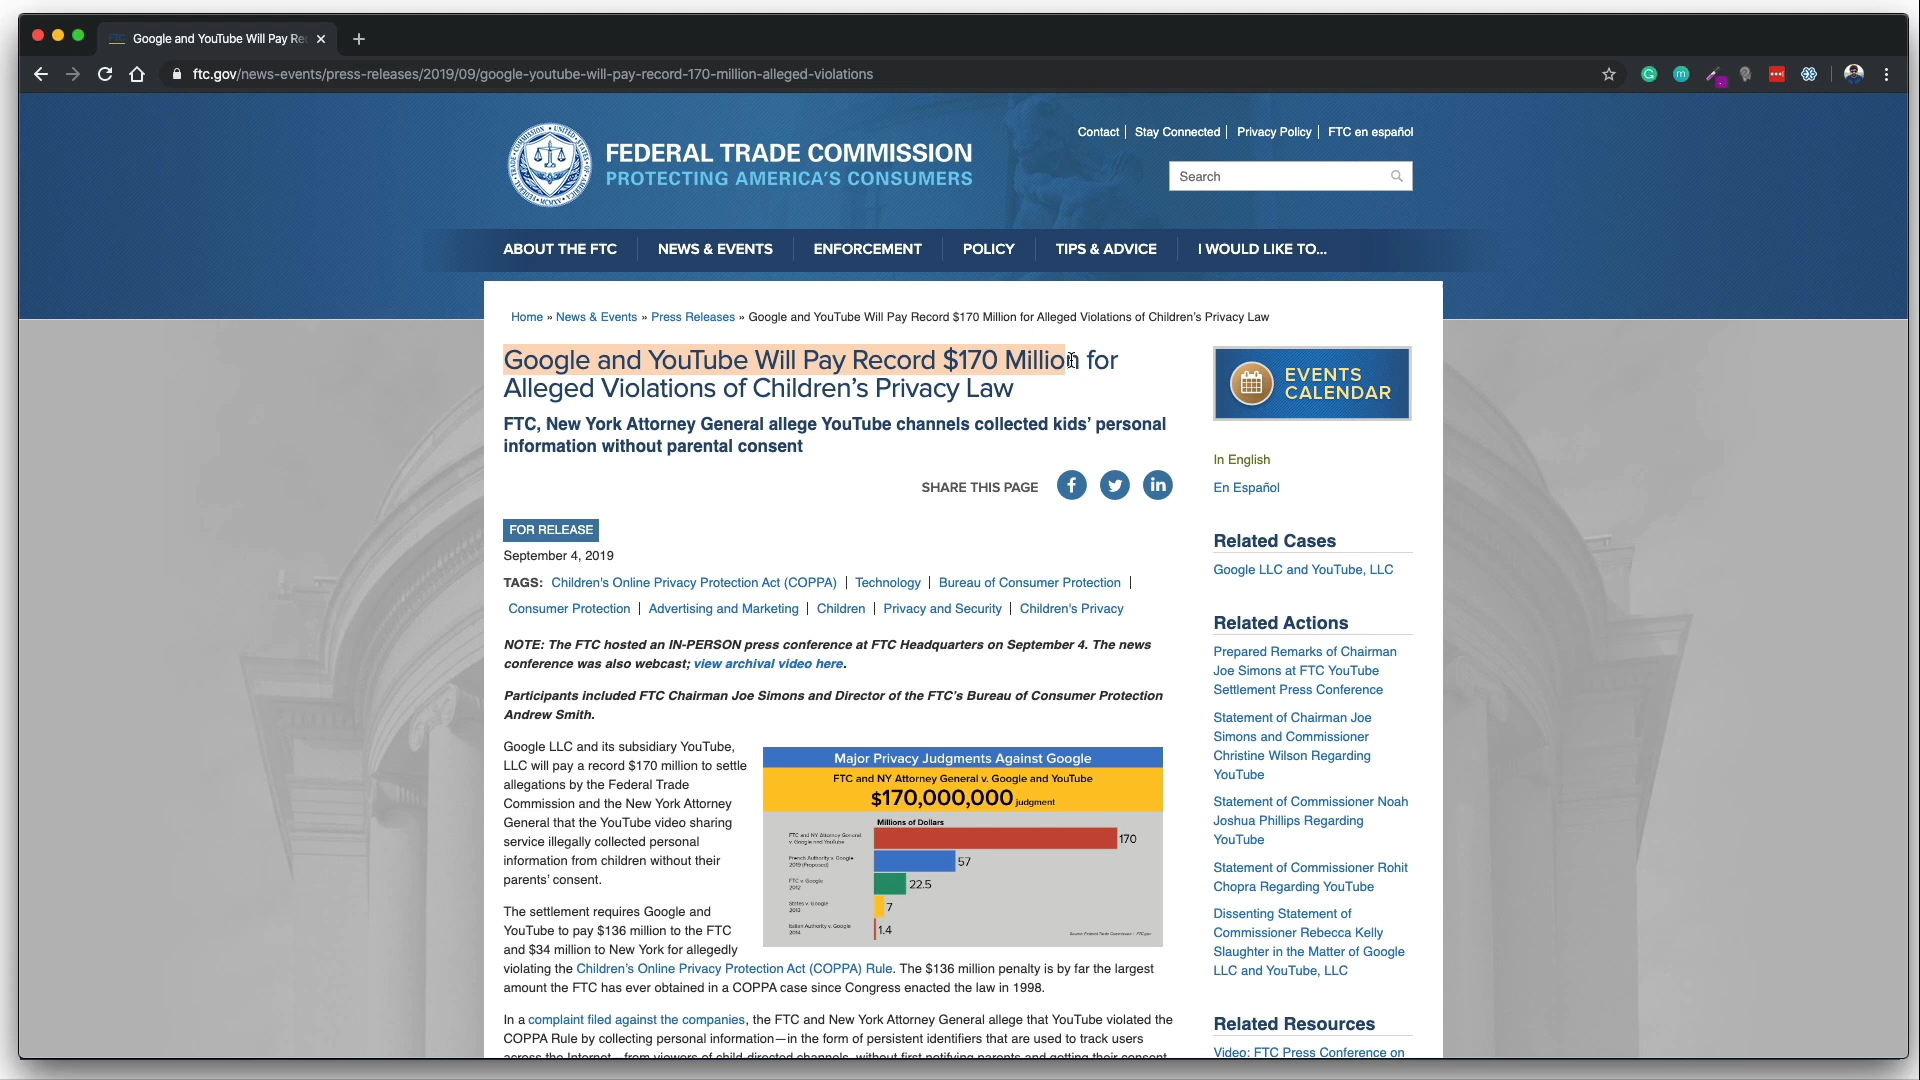 Google and YouTube Will Pay Re
ftc.gov/news-events/press-releases/2019/09/google-youtube-will-pay-record-170-million-alleged-violations
Contact | Stay Connected | Privacy Policy | FTC en español
FEDERAL TRADE COMMISSION
PROTECTING AMERICA'S CONSUMERS
Search
ABOUT THE FTC NEWS & EVENTS ENFORCEMENT POLICY TIPS & ADVICE I WOULD LIKE TO...
Home » News & Events » Press Releases » Google and YouTube Will Pay Record $170 Million for Alleged Violations of Children's Privacy Law
Google and YouTube Will Pay Record $170 Million for
Alleged Violations of Children's Privacy Law
FTC, New York Attorney General allege YouTube channels collected kids' personal
information without parental consent
SHARE THIS PAGE
FOR RELEASE
September 4, 2019
TAGS: Children's Online Privacy Protection Act (COPPA) | Technology | Bureau of Consumer Protection |
Consumer Protection | Advertising and Marketing | Children | Privacy and Security | Children's Privacy
NOTE: The FTC hosted an IN-PERSON press conference at FTC Headquarters on September 4. The news
conference was also webcast; view archival video here.
Participants included FTC Chairman Joe Simons and Director of the FTC's Bureau of Consumer Protection
Andrew Smith.
Google LLC and its subsidiary YouTube,
LLC will pay a record $170 million to settle
allegations by the Federal Trade
Commission and the New York Attorney
General that the YouTube video sharing
service illegally collected personal
information from children without their
parents' consent.
The settlement requires Google and
YouTube to pay $136 million to the FTC
and $34 million to New York for allegedly
violating the Children's Online Privacy Protection Act (COPPA) Rule. The $136 million penalty is by far the largest
amount the FTC has ever obtained in a COPPA case since Congress enacted the law in 1998.
In a complaint filed against the companies, the FTC and New York Attorney General allege that YouTube violated the
COPPA Rule by collecting personal information—in the form of persistent identifiers that are used to track users
across the Internet—from viewers of child-directed channels, without first notifying parents and getting their consent.
Major Privacy Judgments Against Google
FTC and NY Attorney General v. Google and YouTube
$170,000,000 judgment
Millions of Dollars
FTC and NY Attorney General
v. Google and YouTube
170
French Authority v. Google
2019 (Proposed)
57
FTC v. Google
2012
22.5
States v. Google
2013
7
Italian Authority v. Google
2014
1.4
Source: Federal Trade Commission | FTC.gov
EVENTS
CALENDAR
In English
En Español
Related Cases
Google LLC and YouTube, LLC
Related Actions
Prepared Remarks of Chairman
Joe Simons at FTC YouTube
Settlement Press Conference
Statement of Chairman Joe
Simons and Commissioner
Christine Wilson Regarding
YouTube
Statement of Commissioner Noah
Joshua Phillips Regarding
YouTube
Statement of Commissioner Rohit
Chopra Regarding YouTube
Dissenting Statement of
Commissioner Rebecca Kelly
Slaughter in the Matter of Google
LLC and YouTube, LLC
Related Resources
Video: FTC Press Conference on